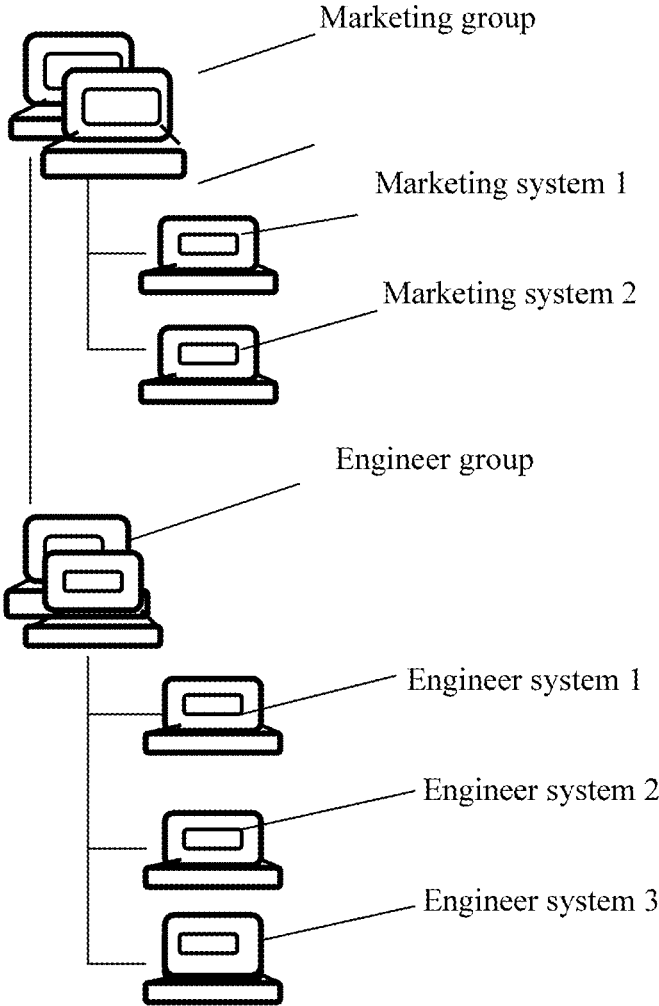 Marketing group
Marketing system 1
Marketing system 2
Engineer group
Engineer system 1
Engineer system 2
Engineer system 3